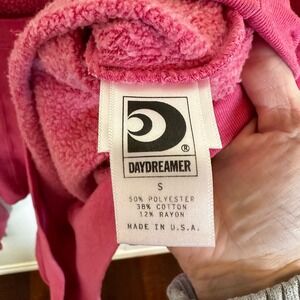 ®
DAYDREAMER
S
50% POLYESTER
38% COTTON
12% RAYON
MADE IN U.S.A.